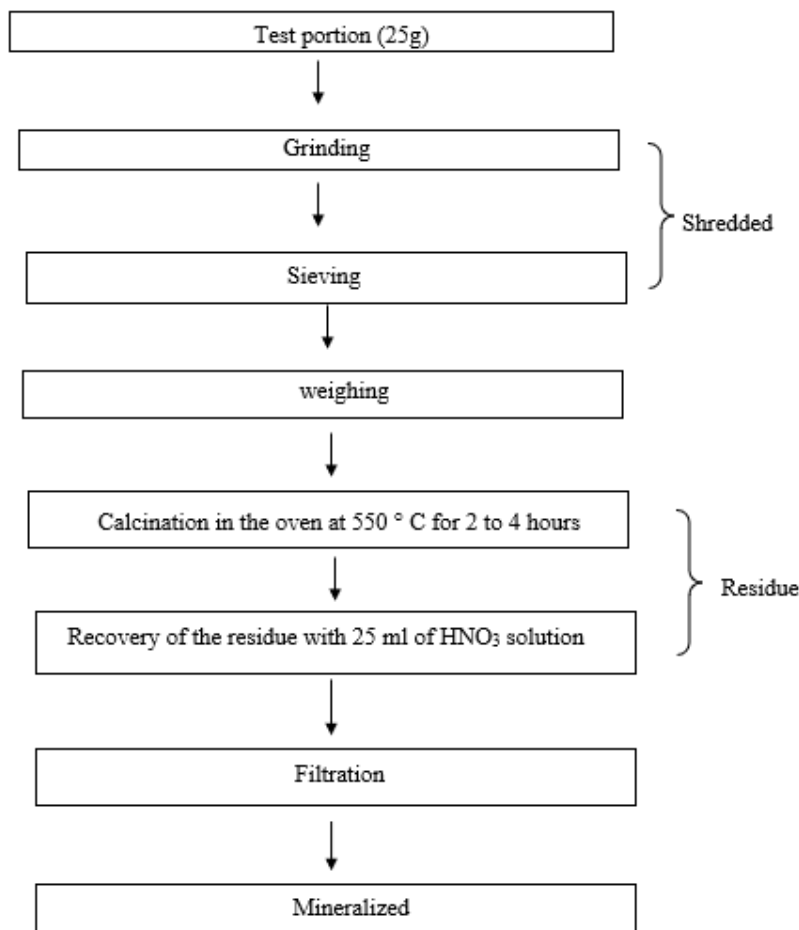 Test portion (25g)
Grinding
Shredded
Sieving
weighing
Calcination in the oven at 550 ° C for 2 to 4 hours
Residue
Recovery of the residue with 25 ml of HNO₃ solution
Filtration
Mineralized